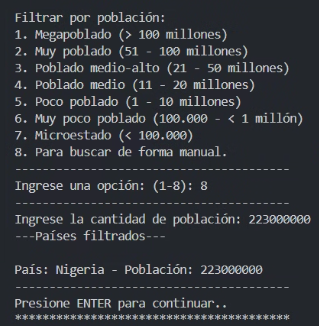 Filtrar por población:
1. Megapoblado (> 100 millones)
2. Muy poblado (51 - 100 millones)
3. Poblado medio-alto (21 - 50 millones)
4. Poblado medio (11 - 20 millones)
5. Poco poblado (1 - 10 millones)
6. Muy poco poblado (100.000 - < 1 millón)
7. Microestado (< 100.000)
8. Para buscar de forma manual.
----------------------------------------
Ingrese una opción: (1-8): 8
----------------------------------------
Ingrese la cantidad de población: 223000000
---Países filtrados---
País: Nigeria - Población: 223000000
----------------------------------------
Presione ENTER para continuar..
****************************************